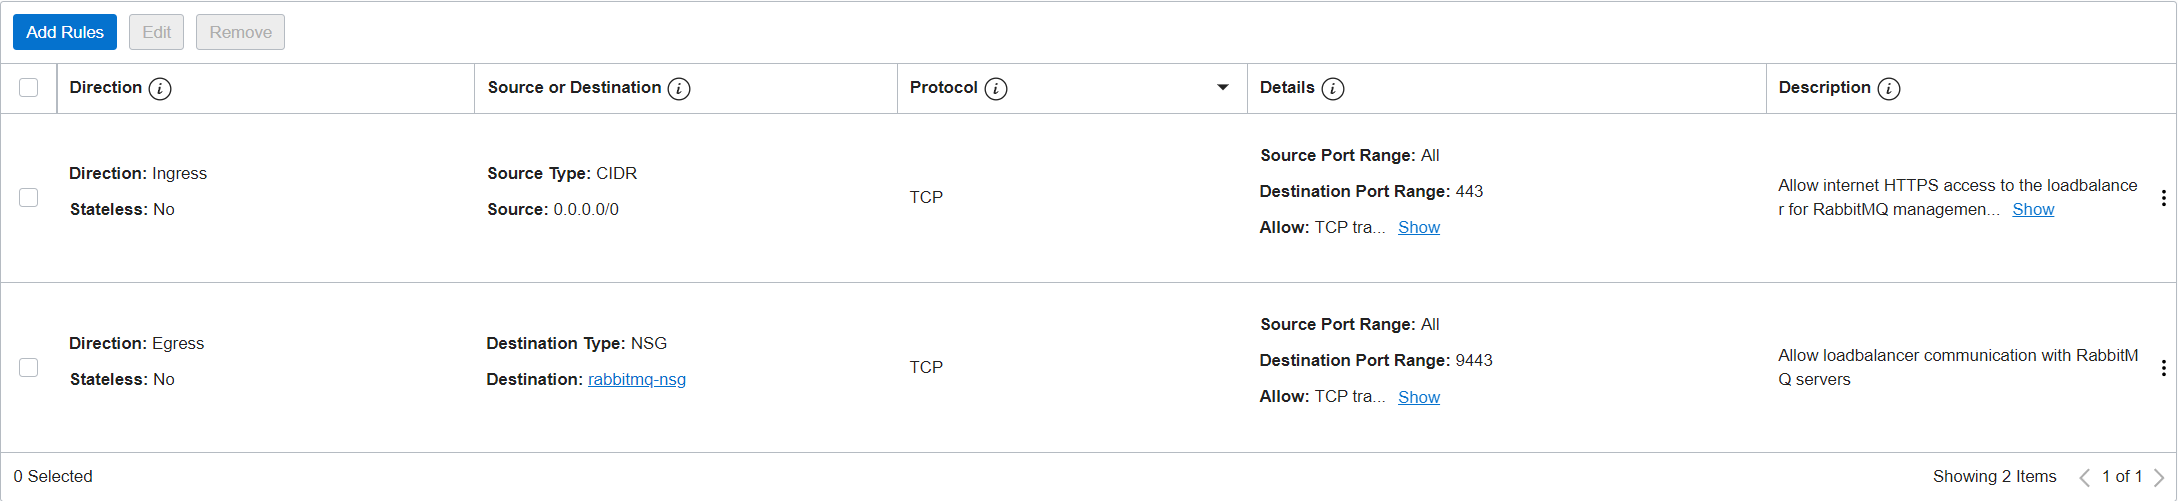 Add Rules Edit Remove
Direction Source or Destination Protocol Details Description
Direction: Ingress
Stateless: No
Source Type: CIDR
Source: 0.0.0.0/0
TCP
Source Port Range: All
Destination Port Range: 443
Allow: TCP tra... Show
Allow internet HTTPS access to the loadbalance
r for RabbitMQ managemen... Show
Direction: Egress
Stateless: No
Destination Type: NSG
Destination: rabbitmq-nsg
TCP
Source Port Range: All
Destination Port Range: 9443
Allow: TCP tra... Show
Allow loadbalancer communication with RabbitM
Q servers
0 Selected
Showing 2 Items 1 of 1